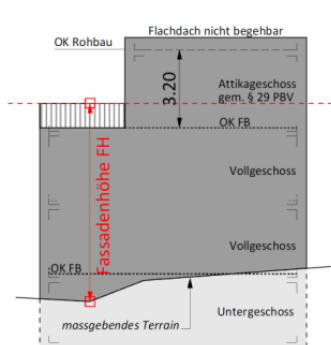 Flachdach nicht begehbar
OK Rohbau
3.20
Attikageschoss
gem. § 29 PBV
OK FB
Fassadenhöhe FH
Vollgeschoss
Vollgeschoss
OK FB
massgebendes Terrain
Untergeschoss